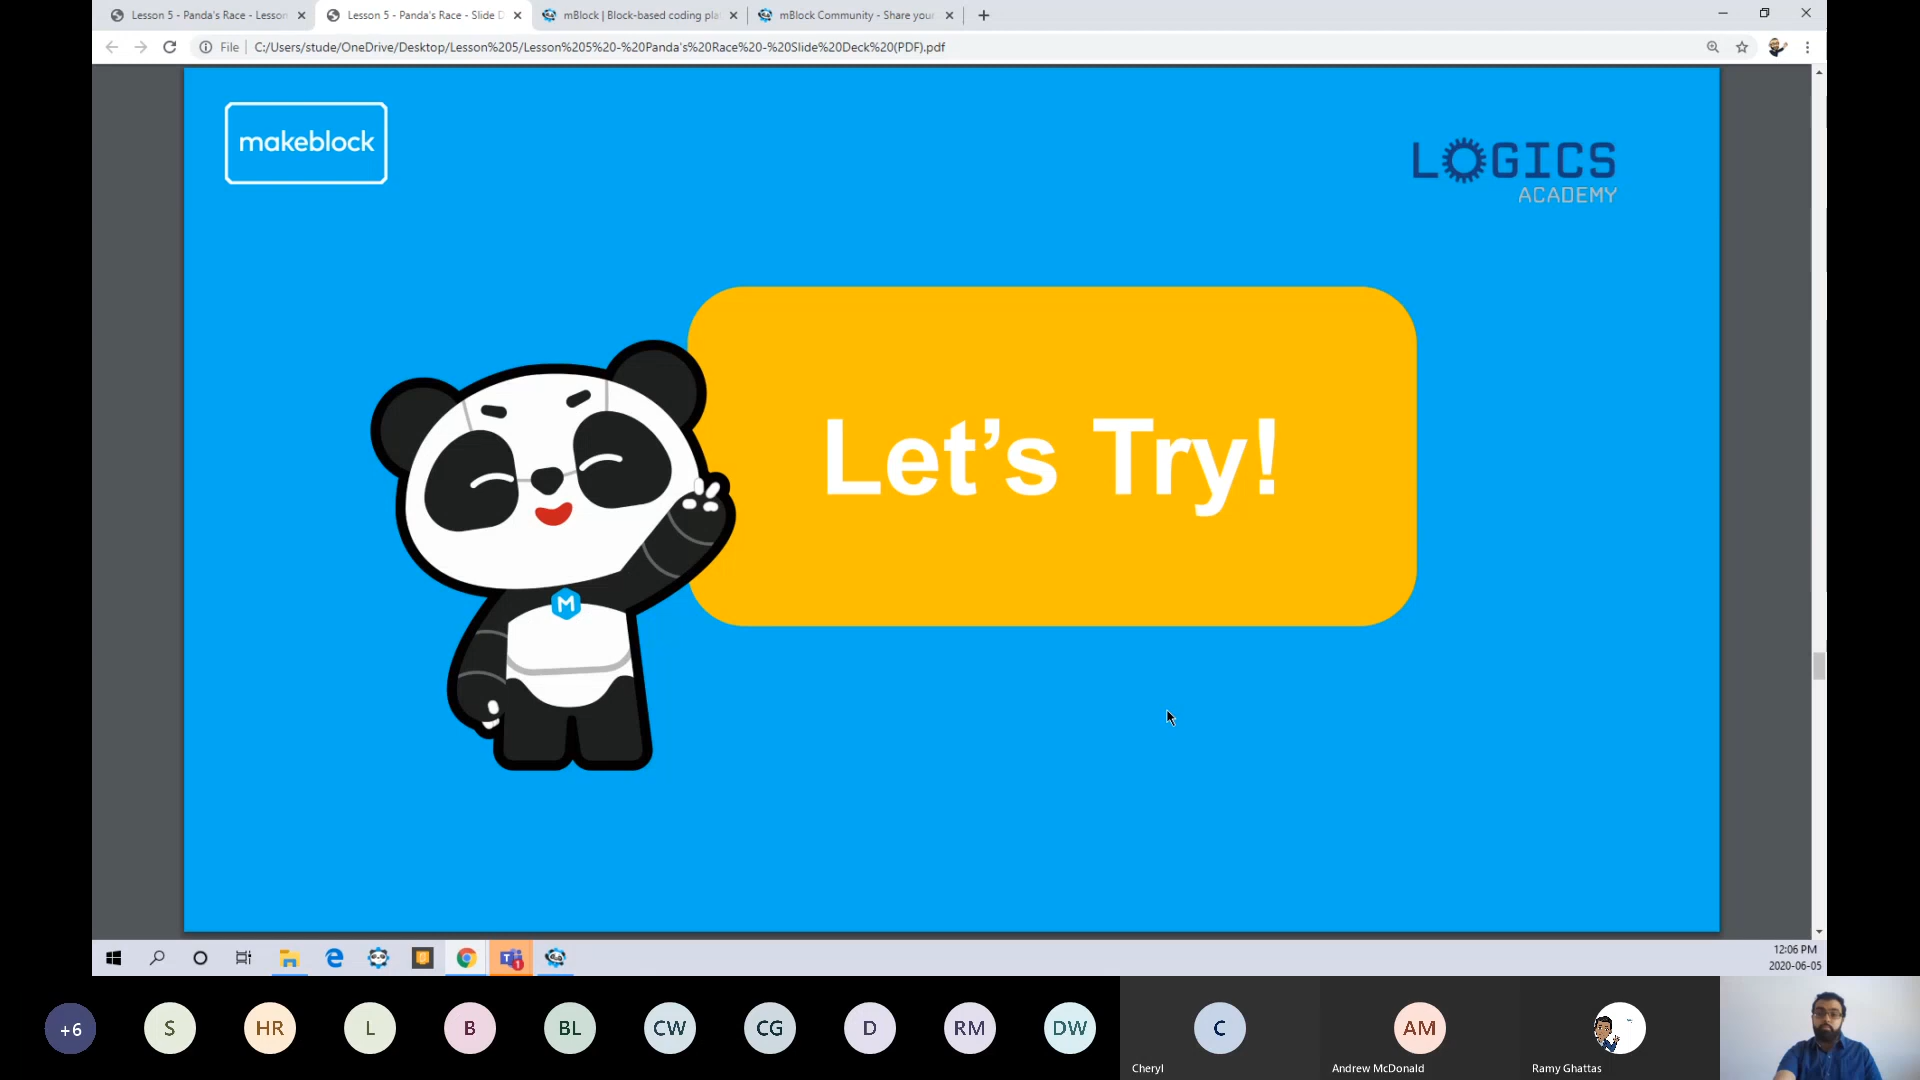 Lesson 5 - Panda's Race - Lesson
Lesson 5 - Panda's Race - Slide D
mBlock | Block-based coding pla
mBlock Community - Share your
File
C:/Users/stude/OneDrive/Desktop/Lesson%205/Lesson%205%20-%20Panda's%20Race%20-%20Slide%20Deck%20(PDF).pdf
makeblock
LOGICS
ACADEMY
Let’s Try!
M
12:06 PM
2020-06-05
+6
S
HR
L
B
BL
CW
CG
D
RM
DW
C
AM
Cheryl
Andrew McDonald
Ramy Ghattas